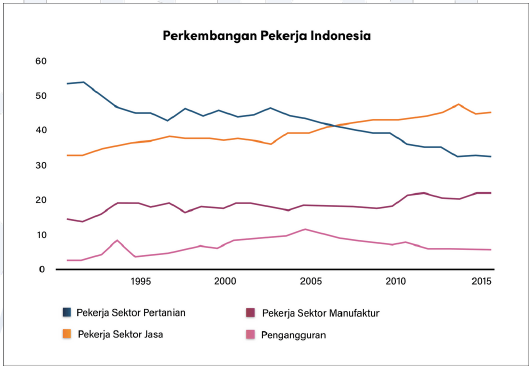 Perkembangan Pekerja Indonesia
60
50
40
30
20
10
0
1995 2000 2005 2010 2015
Pekerja Sektor Pertanian Pekerja Sektor Manufaktur
Pekerja Sektor Jasa Pengangguran